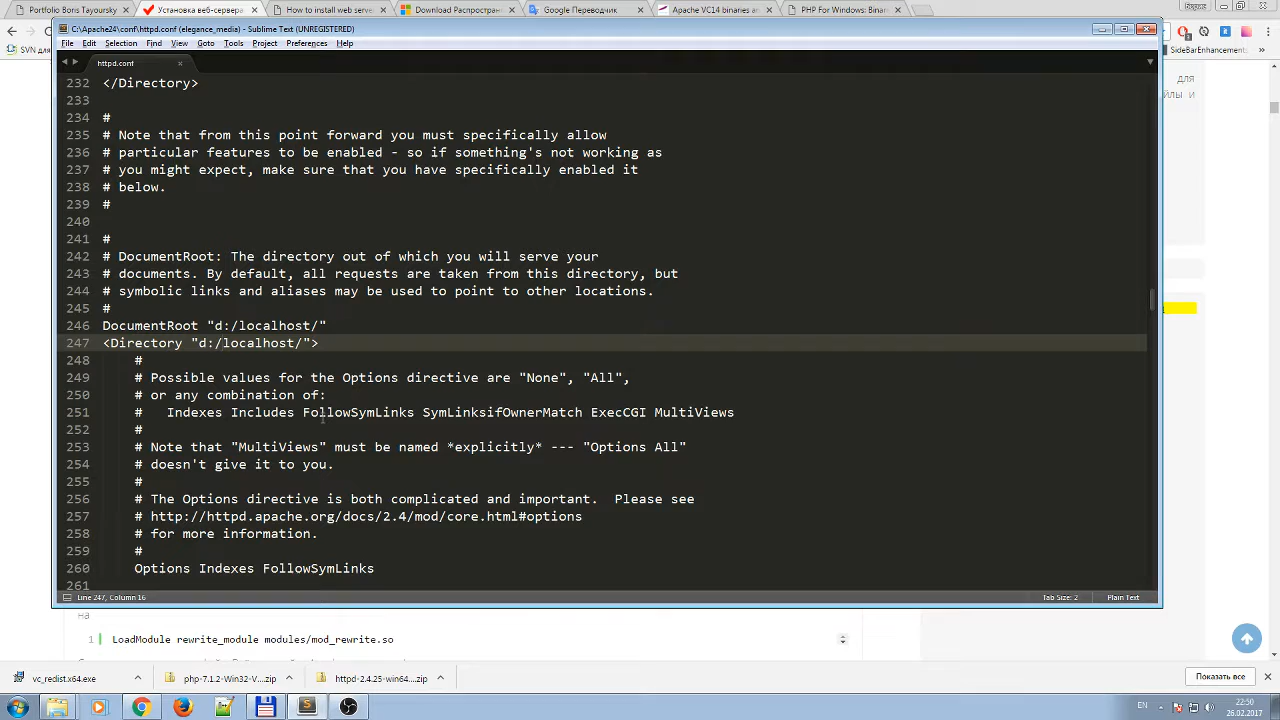 Portfolio Boris Tayoursky
Установка веб-сервера
How to install web serve
Download Распростран
Google Переводчик
Apache VC14 binaries an
PHP For Windows: Binar
C:\Apache24\conf\httpd.conf (elegance_media) - Sublime Text (UNREGISTERED)
SVN для
SideBarEnhancements
»
File Edit Selection Find View Goto Tools Project Preferences Help
httpd.conf
232 </Directory>
233
234 #
235 # Note that from this point forward you must specifically allow
236 # particular features to be enabled - so if something's not working as
237 # you might expect, make sure that you have specifically enabled it
238 # below.
239 #
240
241 #
242 # DocumentRoot: The directory out of which you will serve your
243 # documents. By default, all requests are taken from this directory, but
244 # symbolic links and aliases may be used to point to other locations.
245 #
246 DocumentRoot "d:/localhost/"
247 <Directory "d:/localhost/">
248 #
249 # Possible values for the Options directive are "None", "All",
250 # or any combination of:
251 # Indexes Includes FollowSymLinks SymLinksifOwnerMatch ExecCGI MultiViews
252 #
253 # Note that "MultiViews" must be named *explicitly* --- "Options All"
254 # doesn't give it to you.
255 #
256 # The Options directive is both complicated and important. Please see
257 # http://httpd.apache.org/docs/2.4/mod/core.html#options
258 # for more information.
259 #
260 Options Indexes FollowSymLinks
261
для
йлы и
Line 247, Column 16
Tab Size: 2
Plain Text
на
1 LoadModule rewrite_module modules/mod_rewrite.so
vc_redist.x64.exe
php-7.1.2-Win32-V....zip
httpd-2.4.25-win64....zip
Показать все
EN
22:50
26.02.2017